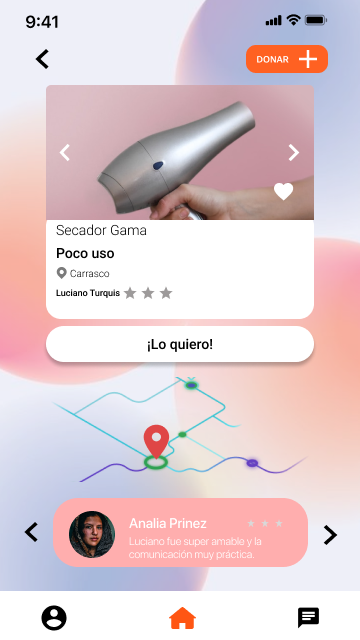 9:41
DONAR
Secador Gama
Poco uso
Carrasco
Luciano Turquis
¡Lo quiero!
Analia Prinez
Luciano fue super amable y la
comunicación muy práctica.